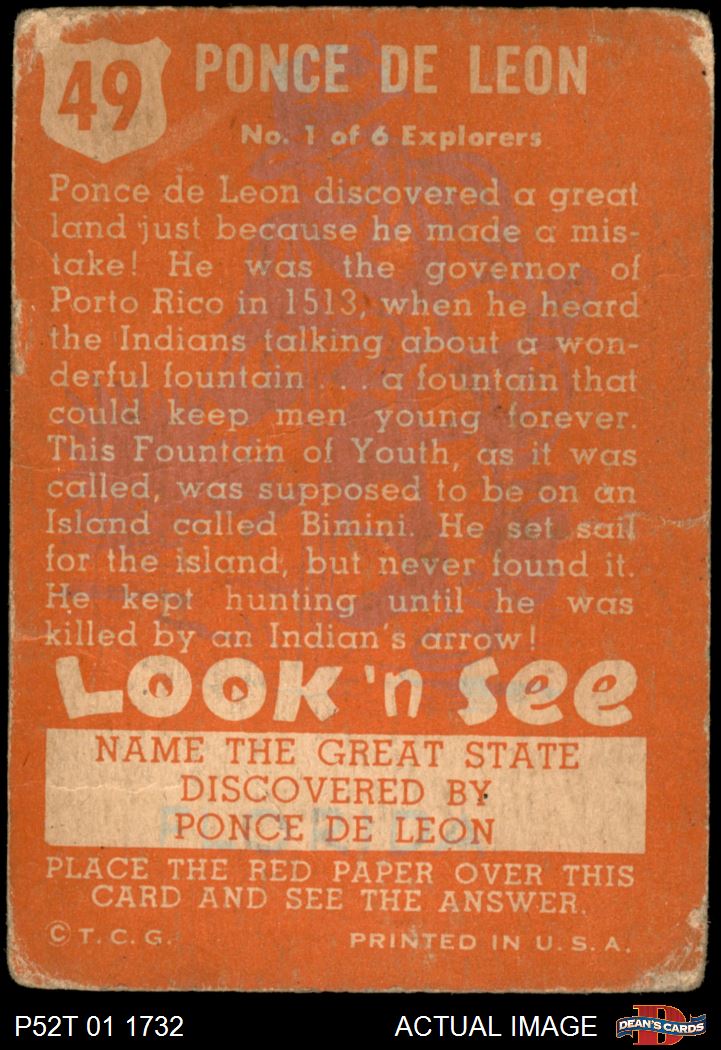 49
PONCE DE LEON
No. 1 of 6 Explorers
Ponce de Leon discovered a great
land just because he made a mis-
take! He was the governor of
Porto Rico in 1513, when he heard
the Indians talking about a won-
derful fountain . . . a fountain that
could keep men young forever.
This Fountain of Youth, as it was
called, was supposed to be on an
Island called Bimini. He set sail
for the island, but never found it.
He kept hunting until he was
killed by an Indian's arrow!
LOOK 'n See
NAME THE GREAT STATE
DISCOVERED BY
PONCE DE LEON
FLORIDA
PLACE THE RED PAPER OVER THIS
CARD AND SEE THE ANSWER.
© T. C. G.
PRINTED IN U. S. A.
P52T 01 1732
ACTUAL IMAGE
D
DEAN'S CARDS